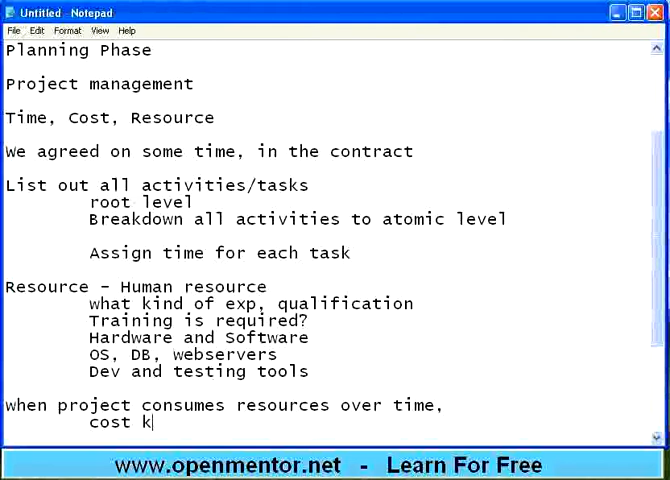 Untitled - Notepad
File Edit Format View Help
Planning Phase
Project management
Time, Cost, Resource
We agreed on some time, in the contract
List out all activities/tasks
root level
Breakdown all activities to atomic level
Assign time for each task
Resource - Human resource
what kind of exp, qualification
Training is required?
Hardware and Software
OS, DB, webservers
Dev and testing tools
when project consumes resources over time,
cost k
www.openmentor.net - Learn For Free